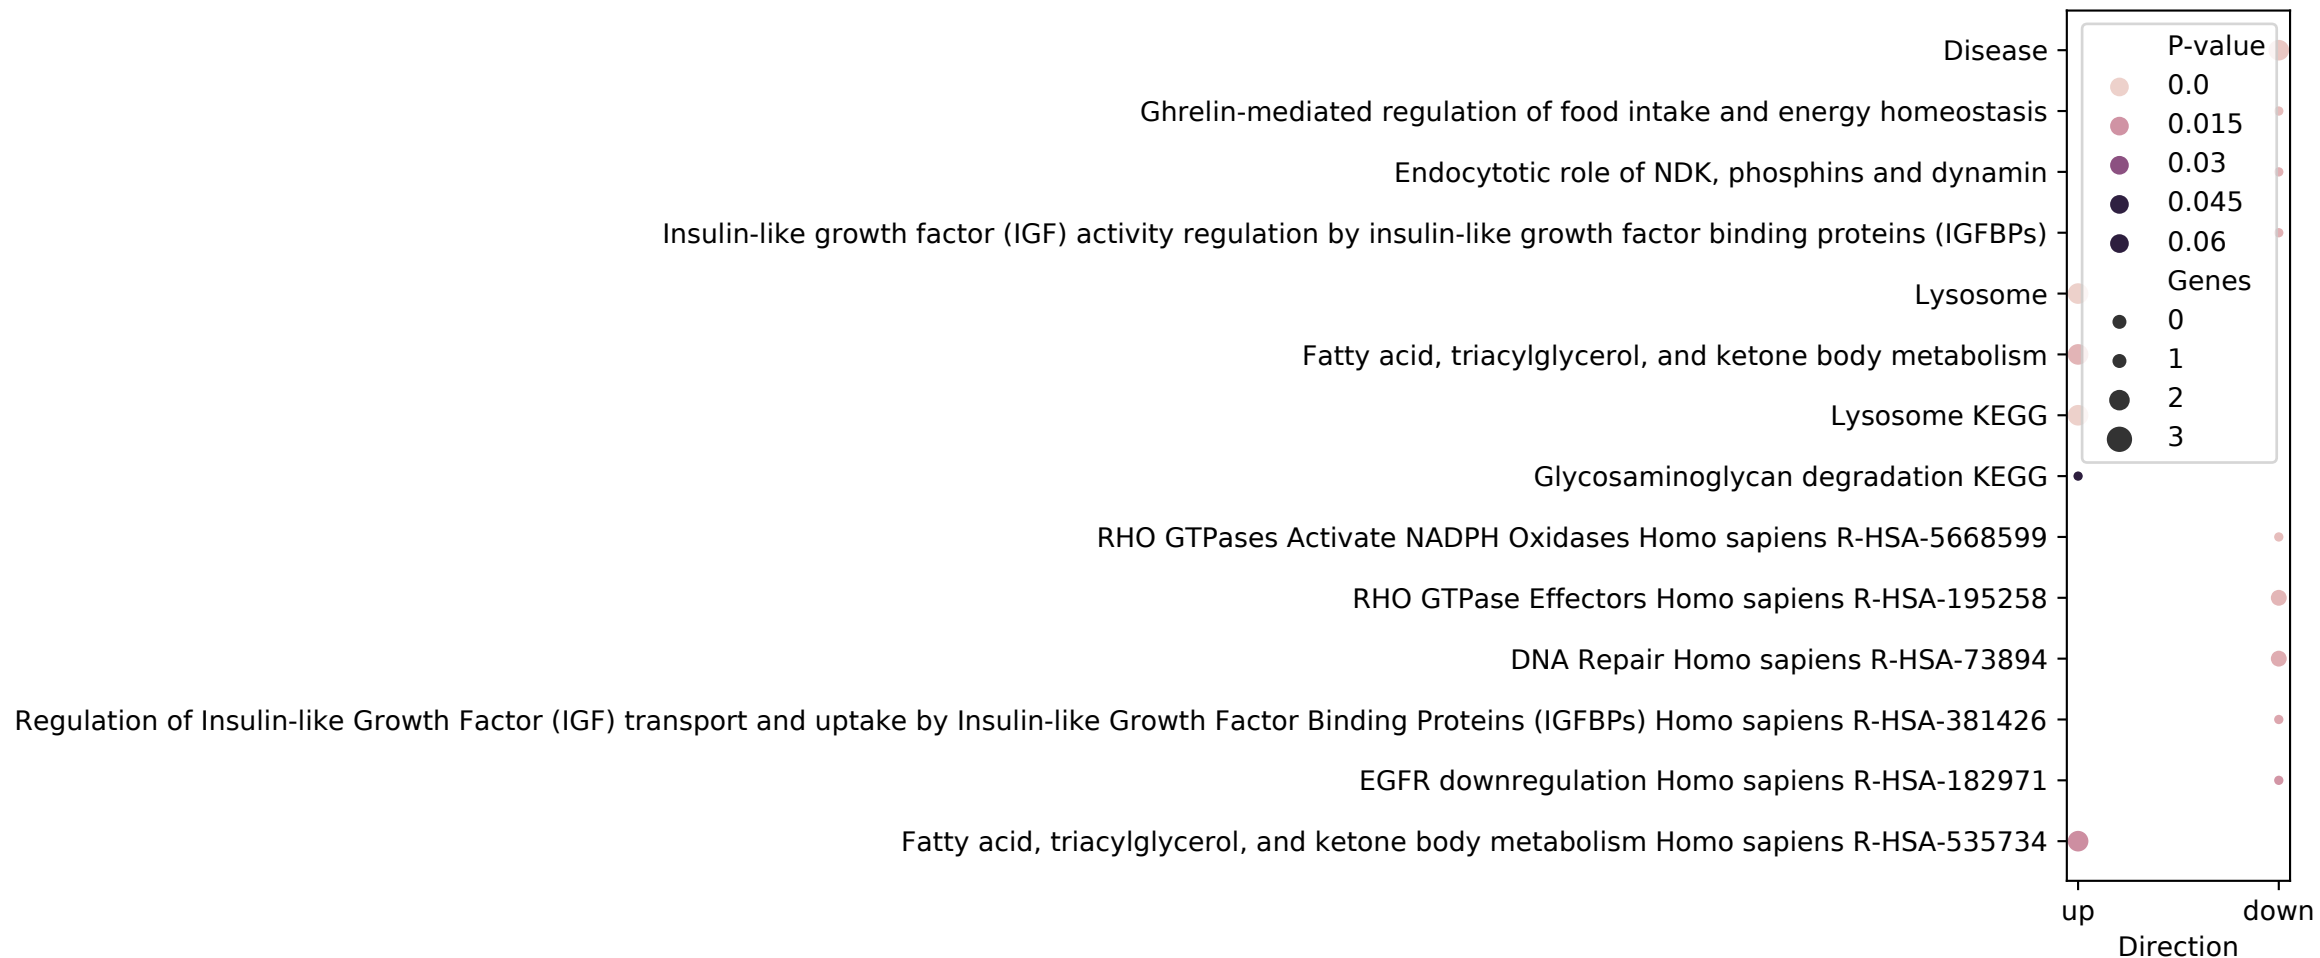 Disease
Ghrelin-mediated regulation of food intake and energy homeostasis
Endocytotic role of NDK, phosphins and dynamin
Insulin-like growth factor (IGF) activity regulation by insulin-like growth factor binding proteins (IGFBPs)
Lysosome
Fatty acid, triacylglycerol, and ketone body metabolism
Lysosome KEGG
Glycosaminoglycan degradation KEGG
RHO GTPases Activate NADPH Oxidases Homo sapiens R-HSA-5668599
RHO GTPase Effectors Homo sapiens R-HSA-195258
DNA Repair Homo sapiens R-HSA-73894
Regulation of Insulin-like Growth Factor (IGF) transport and uptake by Insulin-like Growth Factor Binding Proteins (IGFBPs) Homo sapiens R-HSA-381426
EGFR downregulation Homo sapiens R-HSA-182971
Fatty acid, triacylglycerol, and ketone body metabolism Homo sapiens R-HSA-535734
P-value
0.0
0.015
0.03
0.045
0.06
Genes
0
1
2
3
up down
Direction